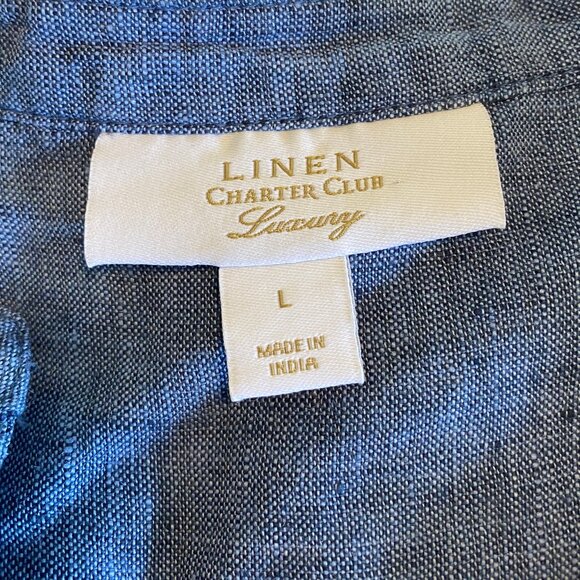 LINEN
CHARTER CLUB
Luxury
L
MADE IN
INDIA